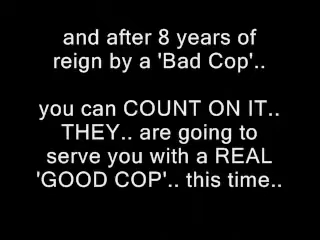 and after 8 years of
reign by a 'Bad Cop'..
you can COUNT ON IT..
THEY.. are going to
serve you with a REAL
'GOOD COP'.. this time..